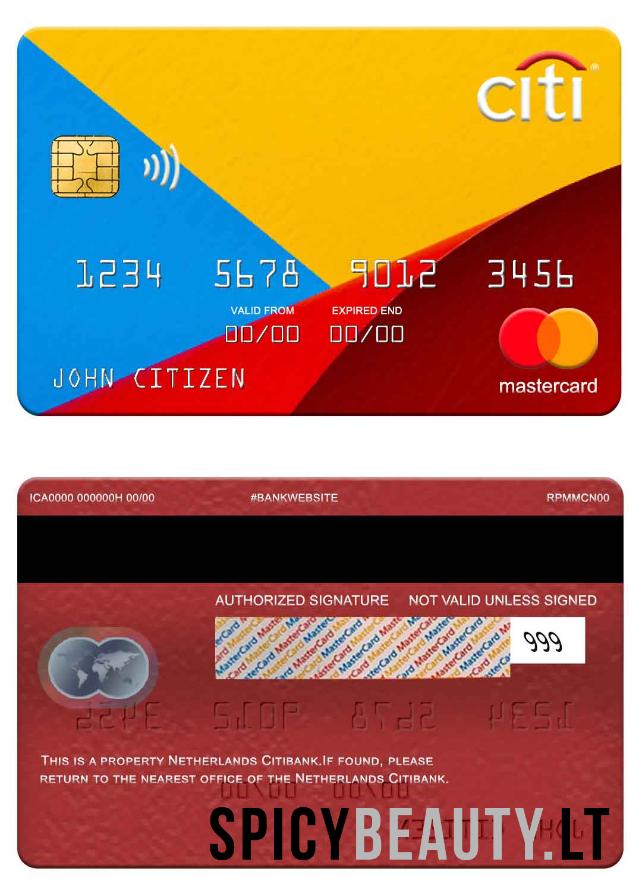 citi®
1234 5678 9012 3456
VALID FROM EXPIRED END
00/00 00/00
JOHN CITIZEN
mastercard
ICA0000 000000H 00/00 #BANKWEBSITE RPMMCN00
AUTHORIZED SIGNATURE NOT VALID UNLESS SIGNED
MasterCard MasterCard MasterCard
999
THIS IS A PROPERTY NETHERLANDS CITIBANK.IF FOUND, PLEASE
RETURN TO THE NEAREST OFFICE OF THE NETHERLANDS CITIBANK.
SPICYBEAUTY.LT